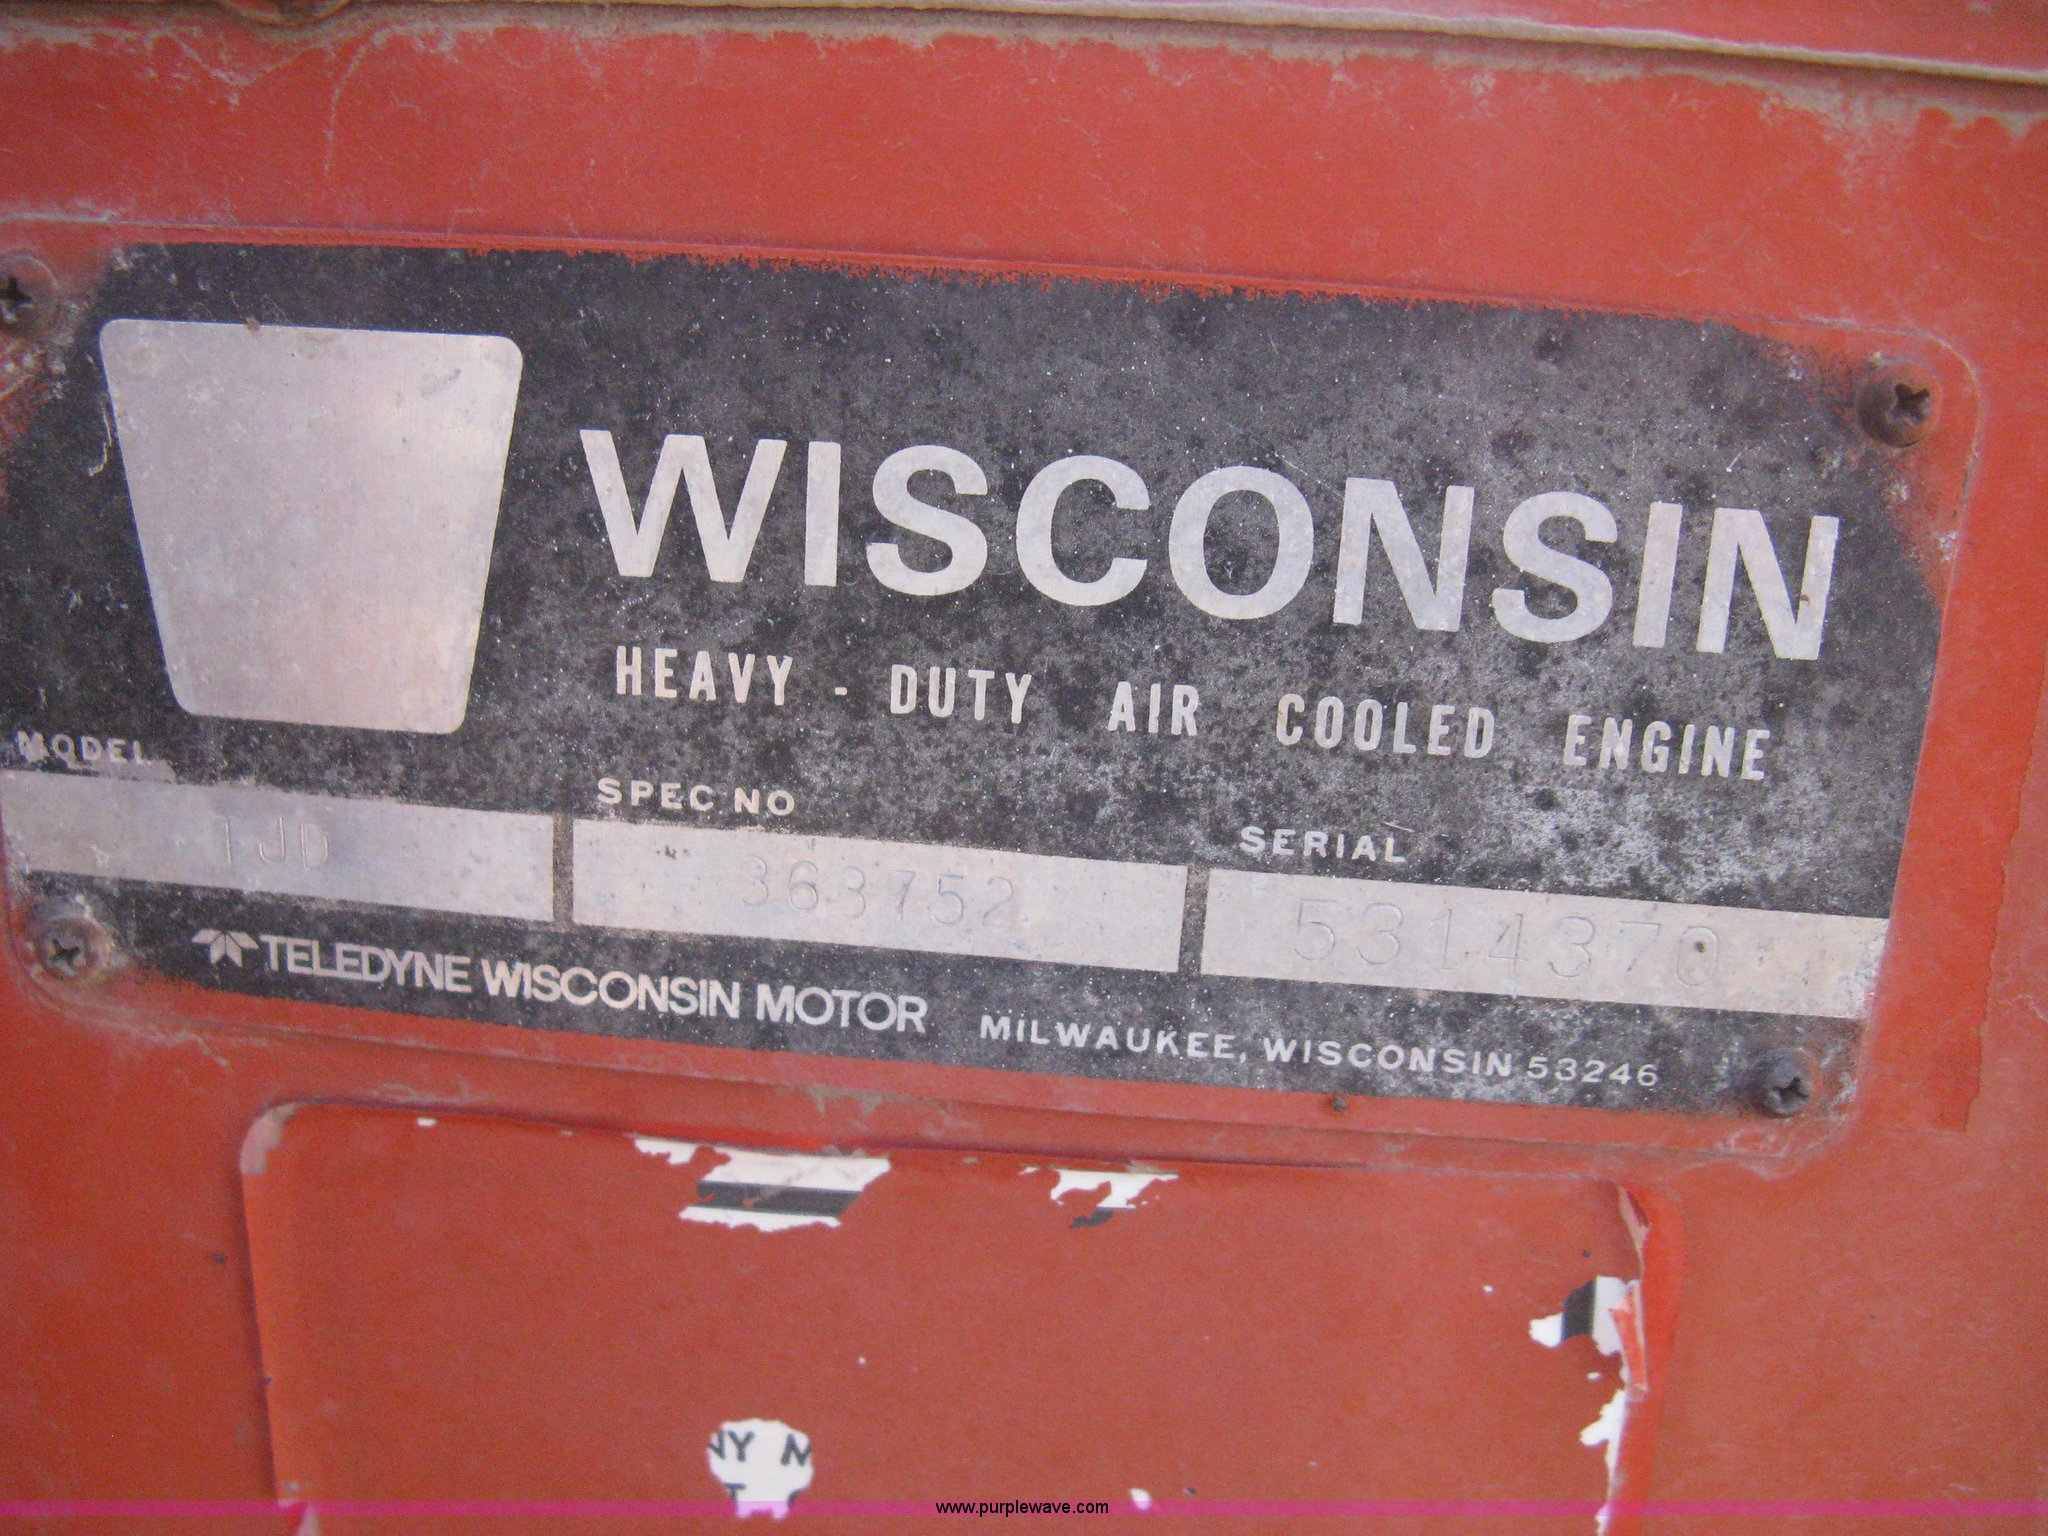 WISCONSIN
HEAVY - DUTY AIR COOLED ENGINE
MODEL SPEC NO SERIAL
TJD 363752 5314370
TELEDYNE WISCONSIN MOTOR MILWAUKEE, WISCONSIN 53246
NY M
www.purplewave.com